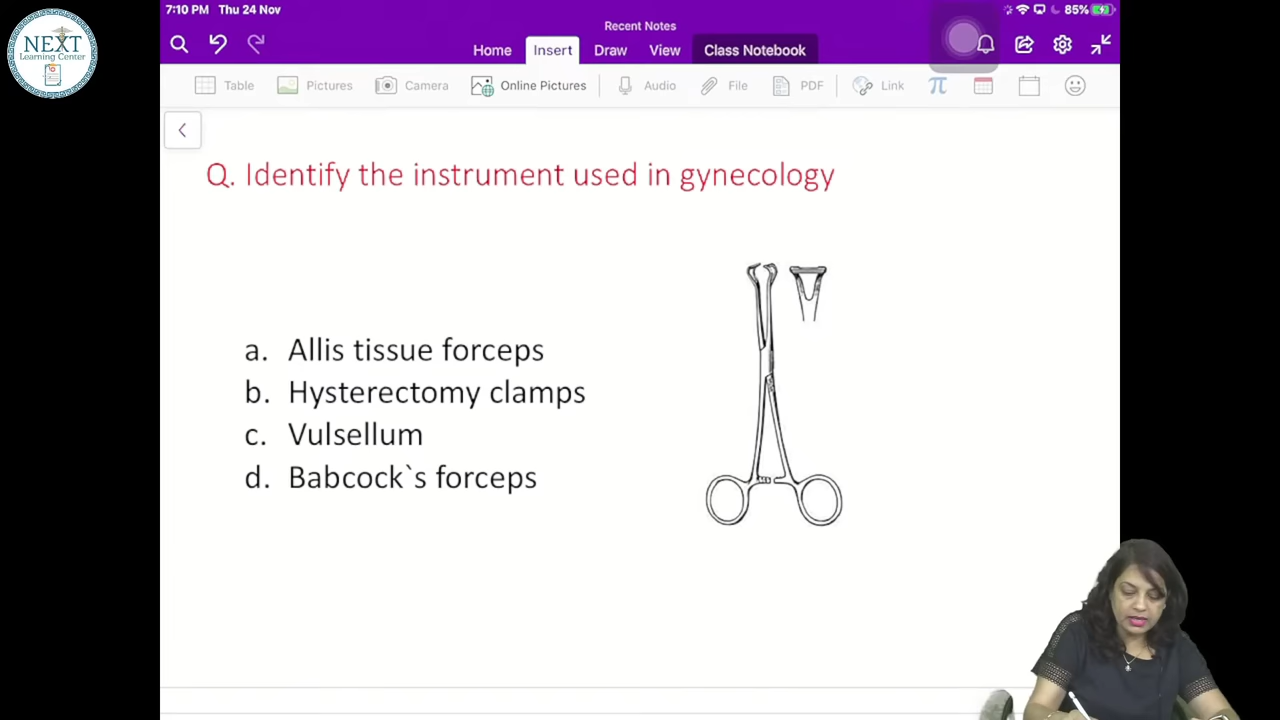 7:10 PM Thu 24 Nov
85%
Recent Notes
NEXT
Learning Center
Home Insert Draw View Class Notebook
Table Pictures Camera Online Pictures Audio File PDF Link π
Q. Identify the instrument used in gynecology
a. Allis tissue forceps
b. Hysterectomy clamps
c. Vulsellum
d. Babcock`s forceps